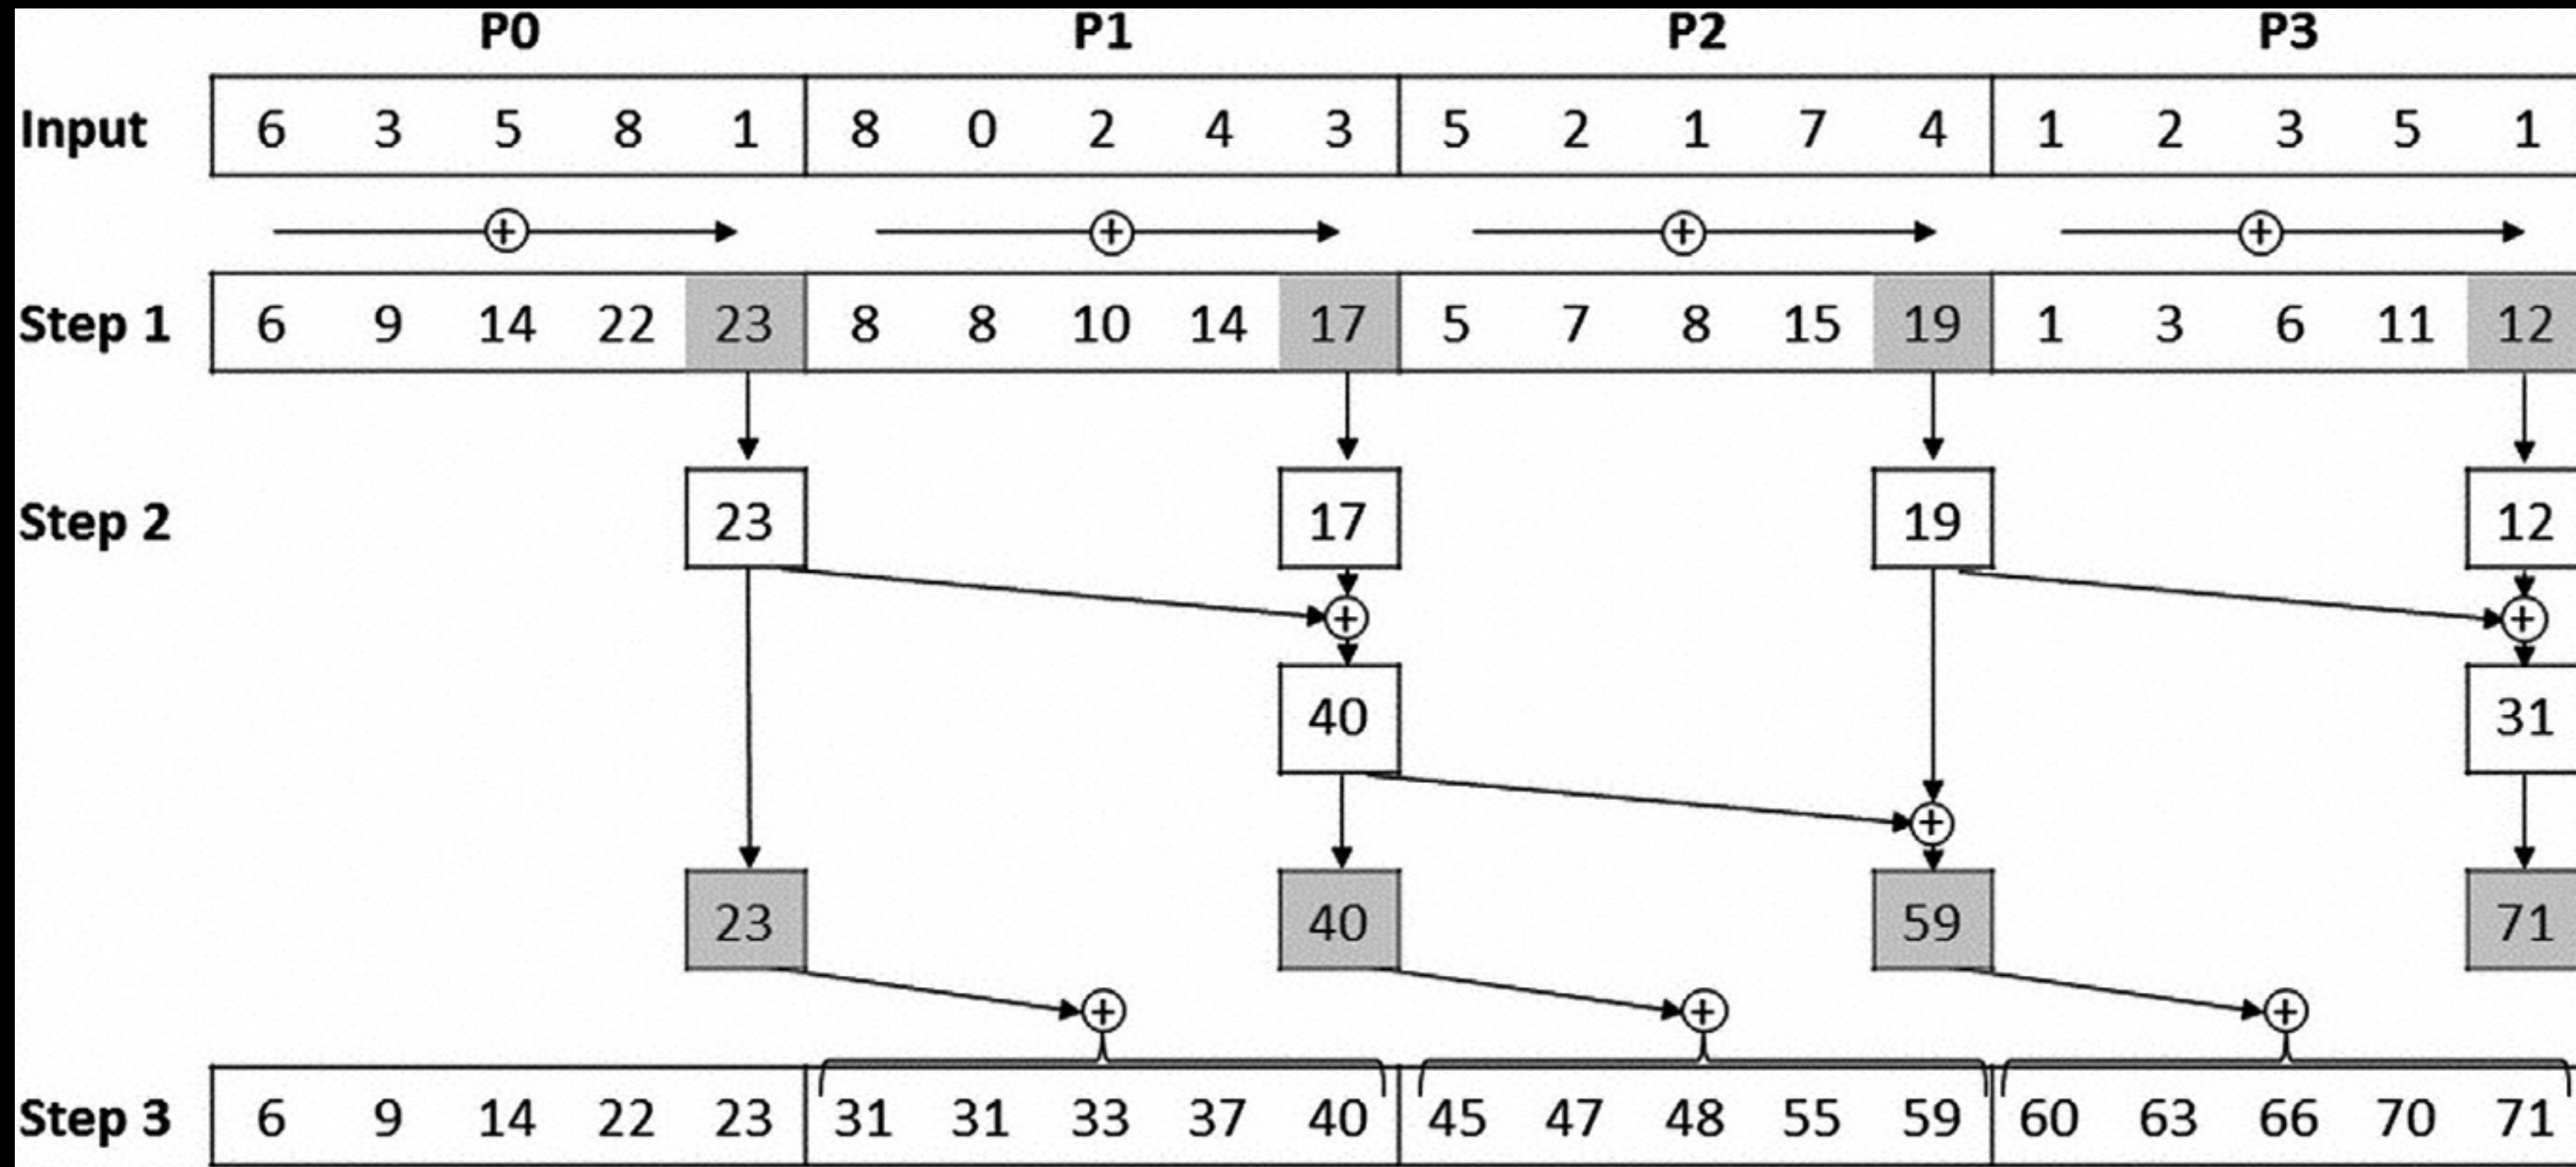 P0 P1 P2 P3
Input 6 3 5 8 1 8 0 2 4 3 5 2 1 7 4 1 2 3 5 1
+ + + +
Step 1 6 9 14 22 23 8 8 10 14 17 5 7 8 15 19 1 3 6 11 12
Step 2 23 17 19 12
+ +
40 31
+
23 40 59 71
+ + +
Step 3 6 9 14 22 23 31 31 33 37 40 45 47 48 55 59 60 63 66 70 71